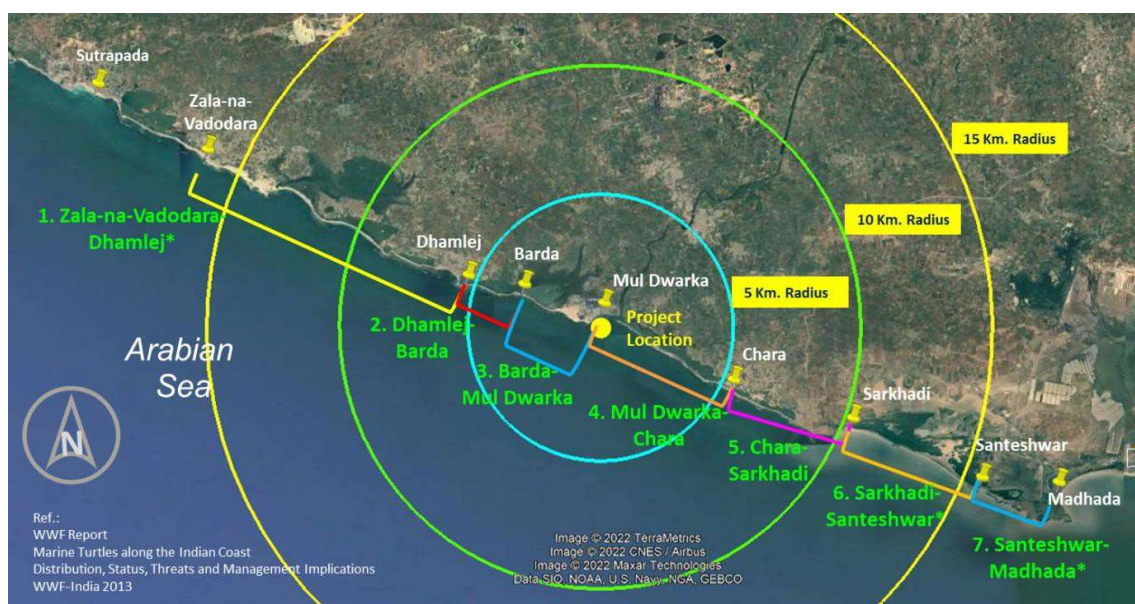 Sutrapada
Zala-na-
Vadodara
15 Km. Radius
1. Zala-na-Vadodara-
Dhamlej*
10 Km. Radius
Dhamlej
Barda
Mul Dwarka
5 Km. Radius
Project
Location
2. Dhamlej-
Barda
Arabian
Sea
3. Barda-
Mul Dwarka
Chara
4. Mul Dwarka-
Chara
Sarkhadi
5. Chara-
Sarkhadi
Santeshwar
6. Sarkhadi-
Santeshwar*
Madhada
7. Santeshwar-
Madhada*
N
Ref.:
WWF Report
Marine Turtles along the Indian Coast
Distribution, Status, Threats and Management Implications
WWF-India 2013
Image © 2022 TerraMetrics
Image © 2022 CNES / Airbus
Image © 2022 Maxar Technologies
Data SIO, NOAA, U.S. Navy, NGA, GEBCO